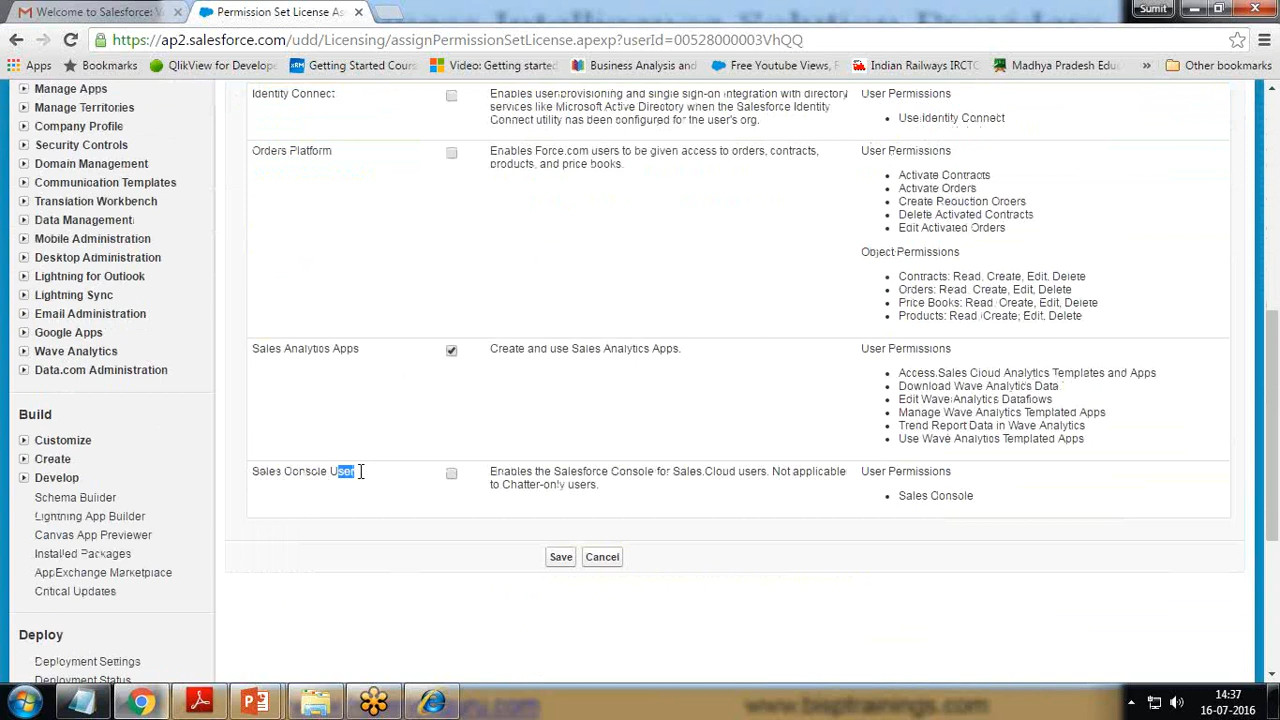 Welcome to Salesforce: V
Permission Set License As
Sumit
https://ap2.salesforce.com/udd/Licensing/assignPermissionSetLicense.apexp?userId=00528000003VhQQ
Apps
Bookmarks
QlikView for Develope
Getting Started Cours
Video: Getting started
Business Analysis and
Free Youtube Views, F
Indian Railways IRCTC
Madhya Pradesh Educ
»
Other bookmarks
Manage Apps
Manage Territories
Company Profile
Security Controls
Domain Management
Communication Templates
Translation Workbench
Data Management
Mobile Administration
Desktop Administration
Lightning for Outlook
Lightning Sync
Email Administration
Google Apps
Wave Analytics
Data.com Administration
Build
Customize
Create
Develop
Schema Builder
Lightning App Builder
Canvas App Previewer
Installed Packages
AppExchange Marketplace
Critical Updates
Deploy
Deployment Settings
Deployment Status
Identity Connect
Enables user provisioning and single sign-on integration with directory
services like Microsoft Active Directory when the Salesforce Identity
Connect utility has been configured for the user's org.
User Permissions
• Use Identity Connect
Orders Platform
Enables Force.com users to be given access to orders, contracts,
products, and price books.
User Permissions
• Activate Contracts
• Activate Orders
• Create Reduction Orders
• Delete Activated Contracts
• Edit Activated Orders
Object Permissions
• Contracts: Read, Create, Edit, Delete
• Orders: Read, Create, Edit, Delete
• Price Books: Read, Create, Edit, Delete
• Products: Read, Create, Edit, Delete
Sales Analytics Apps
Create and use Sales Analytics Apps.
User Permissions
• Access Sales Cloud Analytics Templates and Apps
• Download Wave Analytics Data
• Edit Wave Analytics Dataflows
• Manage Wave Analytics Templated Apps
• Trend Report Data in Wave Analytics
• Use Wave Analytics Templated Apps
Sales Console User
Enables the Salesforce Console for Sales Cloud users. Not applicable
to Chatter-only users.
User Permissions
• Sales Console
Save
Cancel
14:37
16-07-2016